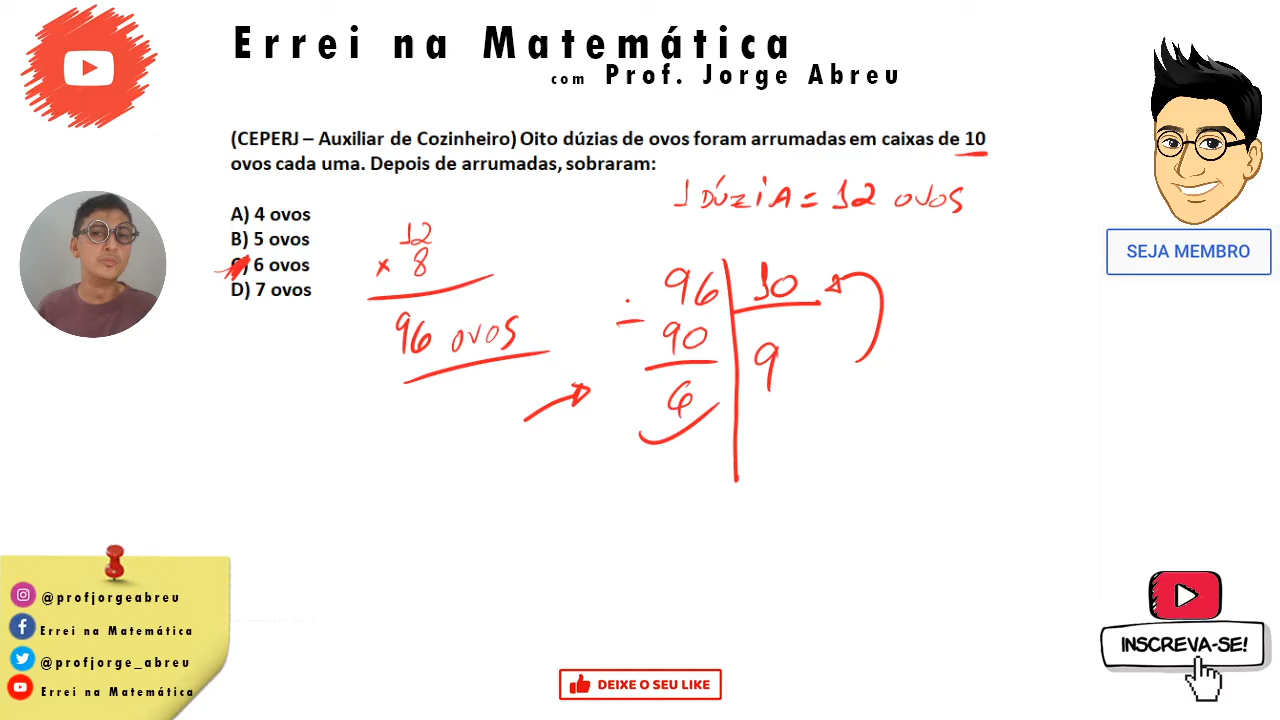 Errei na Matemática
com Prof. Jorge Abreu
(CEPERJ – Auxiliar de Cozinheiro) Oito dúzias de ovos foram arrumadas em caixas de 10
ovos cada uma. Depois de arrumadas, sobraram:
1 DÚZIA = 12 OVOS
A) 4 ovos
B) 5 ovos
C) 6 ovos
D) 7 ovos
12
× 8
96 ovos
96 10
- 90 9
6
SEJA MEMBRO
@profjorgeabreu
Errei na Matemática
@profjorge_abreu
Errei na Matemática
DEIXE O SEU LIKE
INSCREVA-SE!